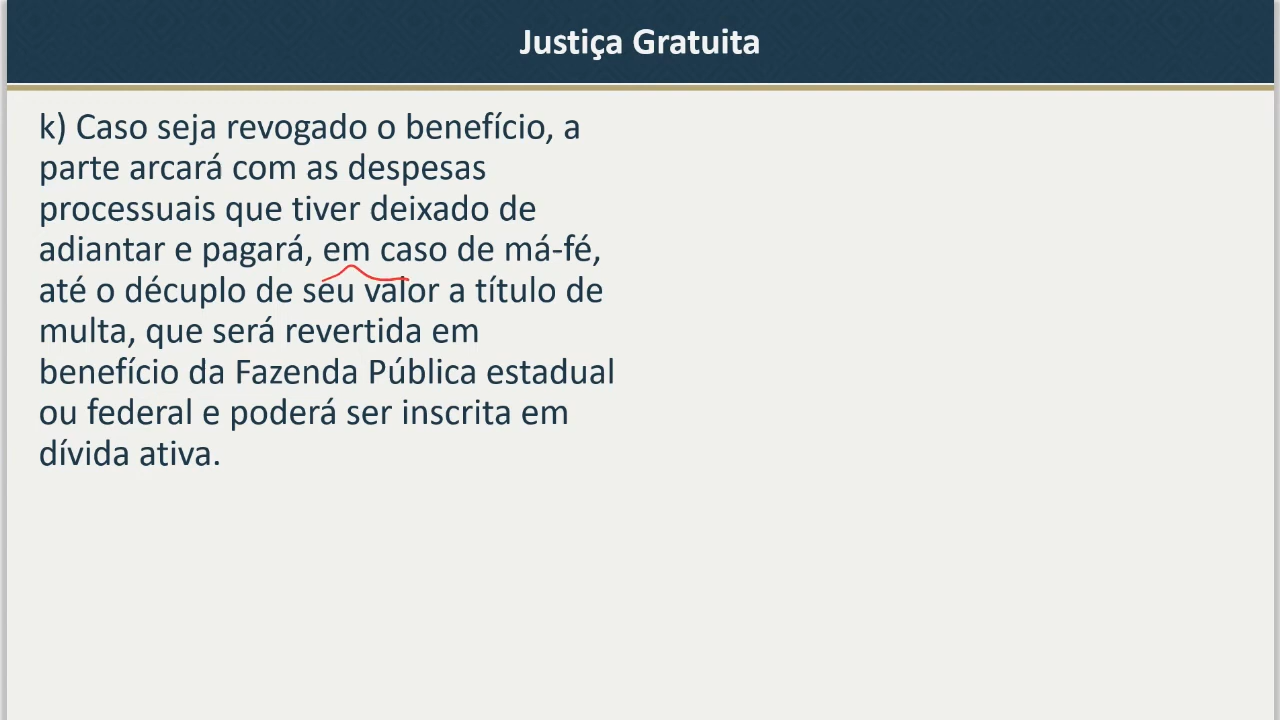 Justiça Gratuita
k) Caso seja revogado o benefício, a
parte arcará com as despesas
processuais que tiver deixado de
adiantar e pagará, em caso de má-fé,
até o décuplo de seu valor a título de
multa, que será revertida em
benefício da Fazenda Pública estadual
ou federal e poderá ser inscrita em
dívida ativa.